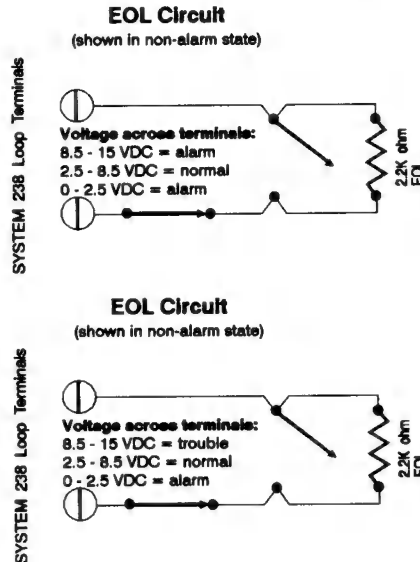 EOL Circuit
(shown in non-alarm state)
SYSTEM 238 Loop Terminals
Voltage across terminals:
8.5 - 15 VDC = alarm
2.5 - 8.5 VDC = normal
0 - 2.5 VDC = alarm
2.2K ohm
EOL
EOL Circuit
(shown in non-alarm state)
SYSTEM 238 Loop Terminals
Voltage across terminals:
8.5 - 15 VDC = trouble
2.5 - 8.5 VDC = normal
0 - 2.5 VDC = alarm
2.2K ohm
EOL